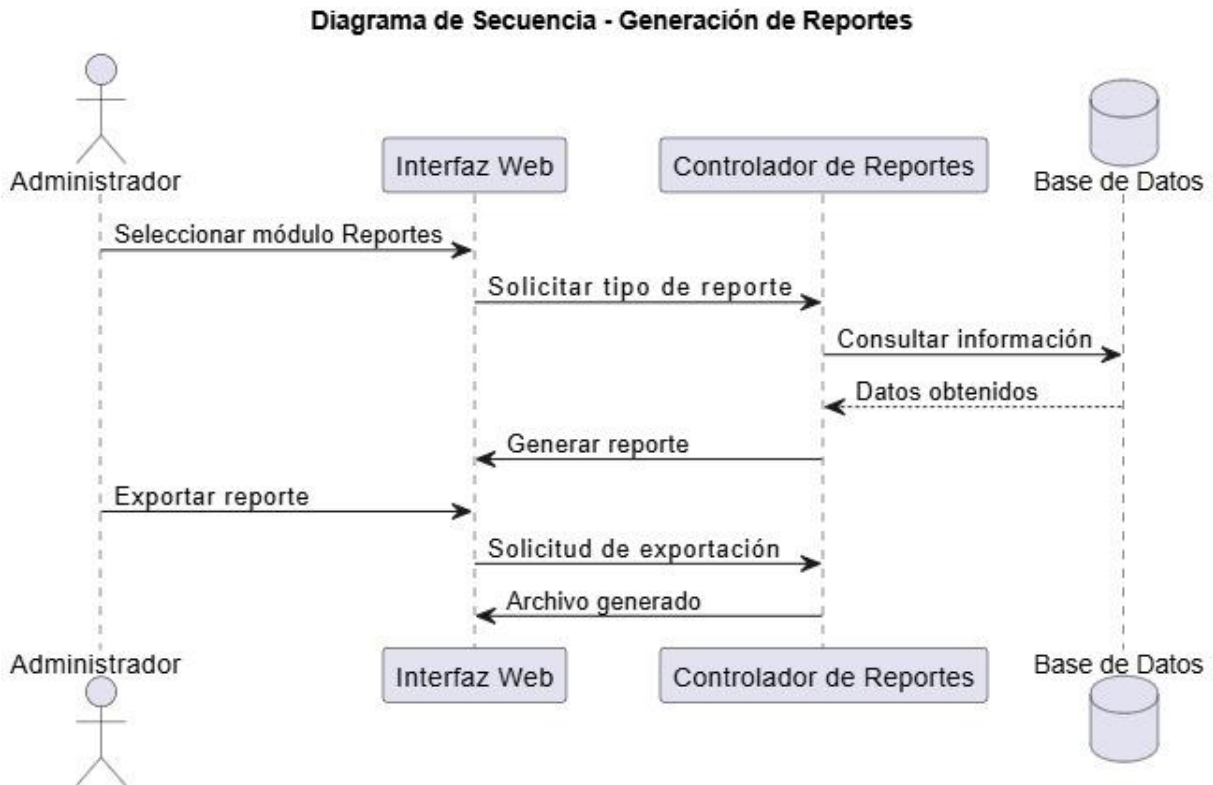 Diagrama de Secuencia - Generación de Reportes
Administrador
Interfaz Web
Controlador de Reportes
Base de Datos
Seleccionar módulo Reportes
Solicitar tipo de reporte
Consultar información
Datos obtenidos
Generar reporte
Exportar reporte
Solicitud de exportación
Archivo generado
Administrador
Interfaz Web
Controlador de Reportes
Base de Datos